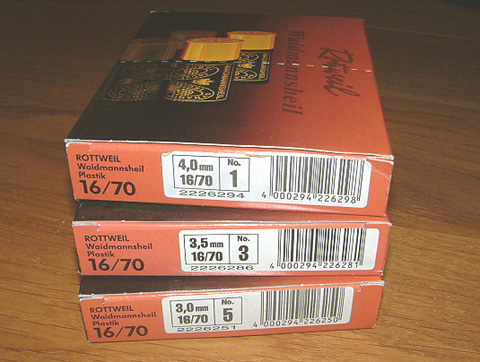 Rottweil
Waidmannsheil
ROTTWEIL
Waidmannsheil
Plastik
16/70
4,0 mm
16/70
No.
1
2226294
4 000294 226298
ROTTWEIL
Waidmannsheil
Plastik
16/70
3,5 mm
16/70
No.
3
2226286
4 000294 226281
ROTTWEIL
Waidmannsheil
Plastik
16/70
3,0 mm
16/70
No.
5
2226251
4 000294 226250